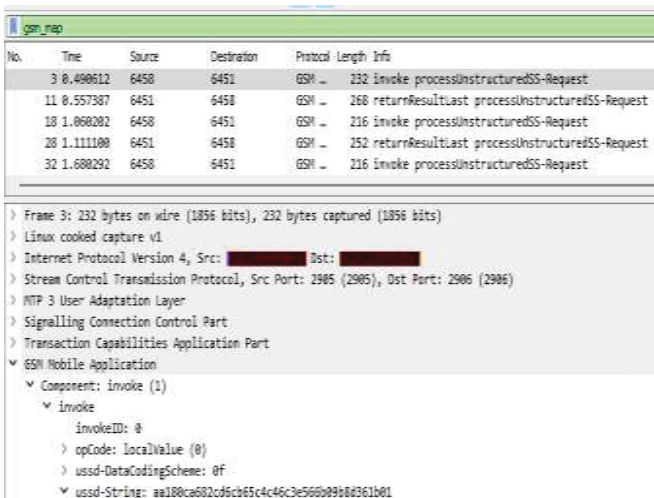 gsm_map
No. Time Source Destination Protocol Length Info
3 0.490612 6458 6451 GSM … 232 invoke processUnstructuredSS-Request
11 0.557387 6451 6458 GSM … 268 returnResultLast processUnstructuredSS-Request
18 1.060202 6458 6451 GSM … 216 invoke processUnstructuredSS-Request
28 1.111100 6451 6458 GSM … 252 returnResultLast processUnstructuredSS-Request
32 1.680292 6458 6451 GSM … 216 invoke processUnstructuredSS-Request
Frame 3: 232 bytes on wire (1856 bits), 232 bytes captured (1856 bits)
Linux cooked capture v1
Internet Protocol Version 4, Src: Dst:
Stream Control Transmission Protocol, Src Port: 2905 (2905), Dst Port: 2906 (2906)
MTP 3 User Adaptation Layer
Signalling Connection Control Part
Transaction Capabilities Application Part
GSM Mobile Application
Component: invoke (1)
invoke
invokeID: 0
opCode: localValue (0)
ussd-DataCodingScheme: 0f
ussd-String: aa180ca682cd6cb65c4c46c3e566b09b8d361b01